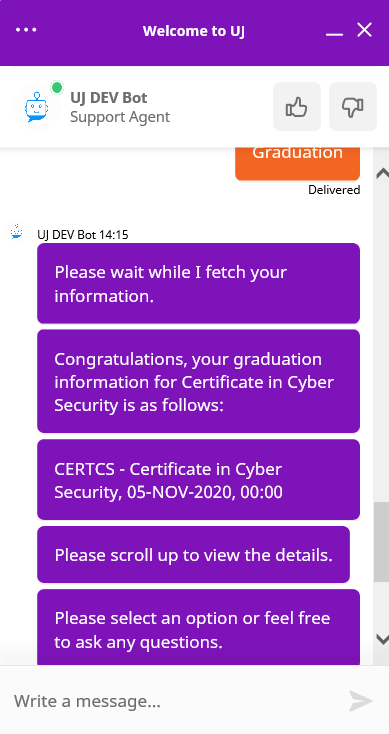 Welcome to UJ
UJ DEV Bot
Support Agent
Graduation
Delivered
UJ DEV Bot 14:15
Please wait while I fetch your
information.
Congratulations, your graduation
information for Certificate in Cyber
Security is as follows:
CERTCS - Certificate in Cyber
Security, 05-NOV-2020, 00:00
Please scroll up to view the details.
Please select an option or feel free
to ask any questions.
Write a message...